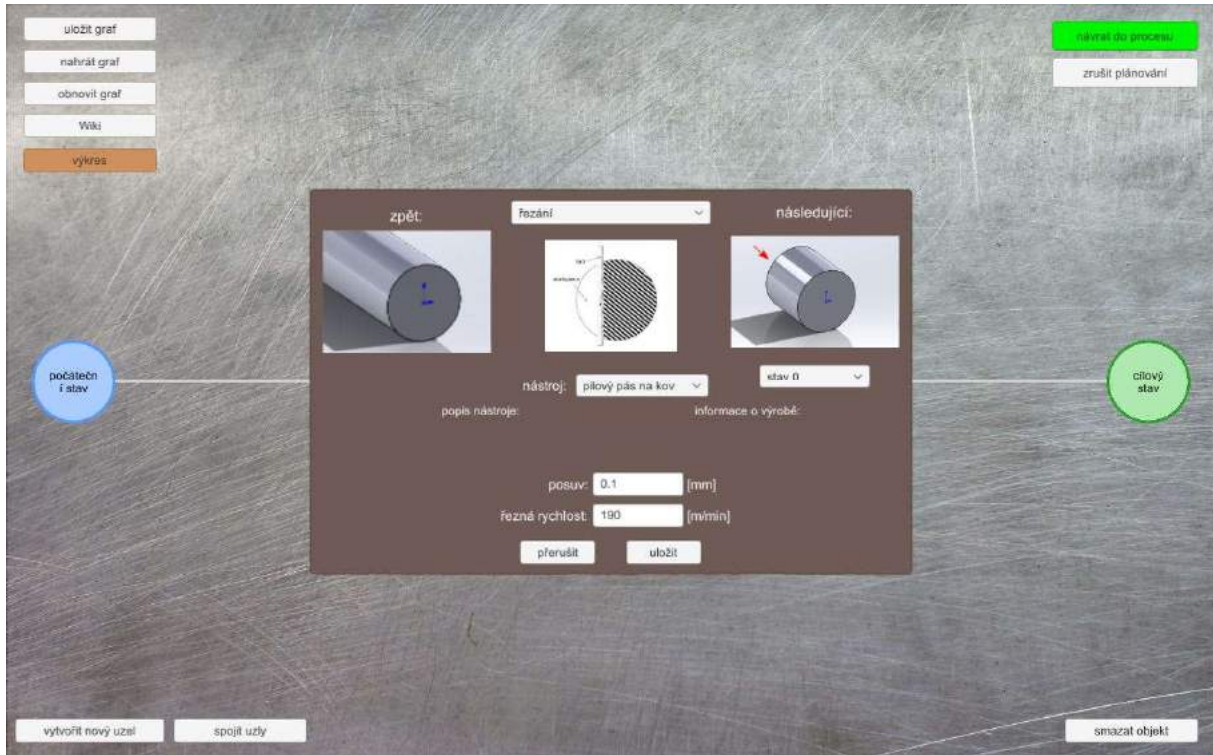 uložit graf
nahrát graf
obnovit graf
Wiki
výkres
návrat do procesu
zrušit plánování
zpět:
řezání
následující:
počátečn
í stav
cílový
stav
nástroj:
pilový pás na kov
stav 0
popis nástroje:
informace o výrobě:
posuv: 0.1 [mm]
řezná rychlost: 190 [m/min]
přerušit
uložit
vytvořit nový uzel
spojit uzly
smazat objekt